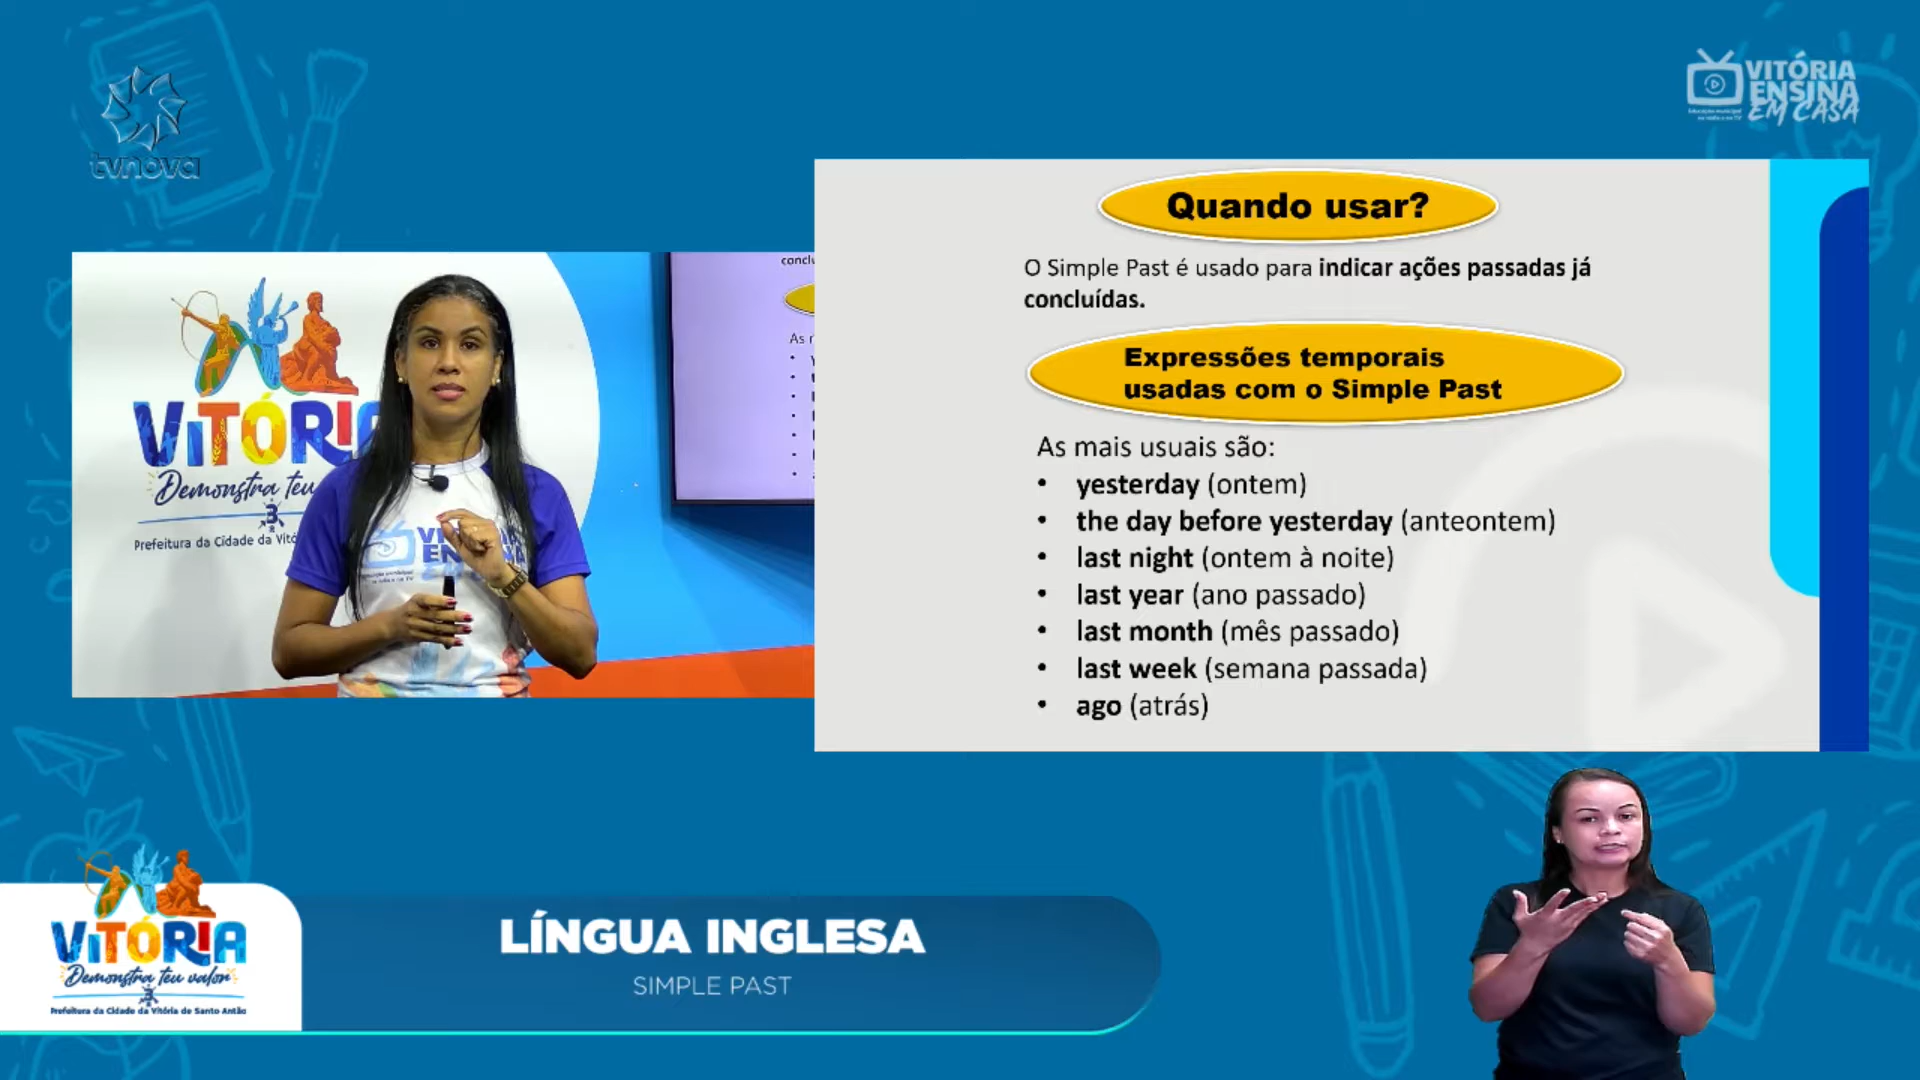 tvnova
VITÓRIA
ENSINA
EM CASA
Quando usar?
O Simple Past é usado para indicar ações passadas já
concluídas.
Expressões temporais
usadas com o Simple Past
As mais usuais são:
• yesterday (ontem)
• the day before yesterday (anteontem)
• last night (ontem à noite)
• last year (ano passado)
• last month (mês passado)
• last week (semana passada)
• ago (atrás)
VITÓRI
Demonstra teu
Prefeitura da Cidade da Vitó
conclu
As
LÍNGUA INGLESA
SIMPLE PAST
VITÓRIA
Demonstra teu valor
Prefeitura da Cidade da Vitória de Santo Antão